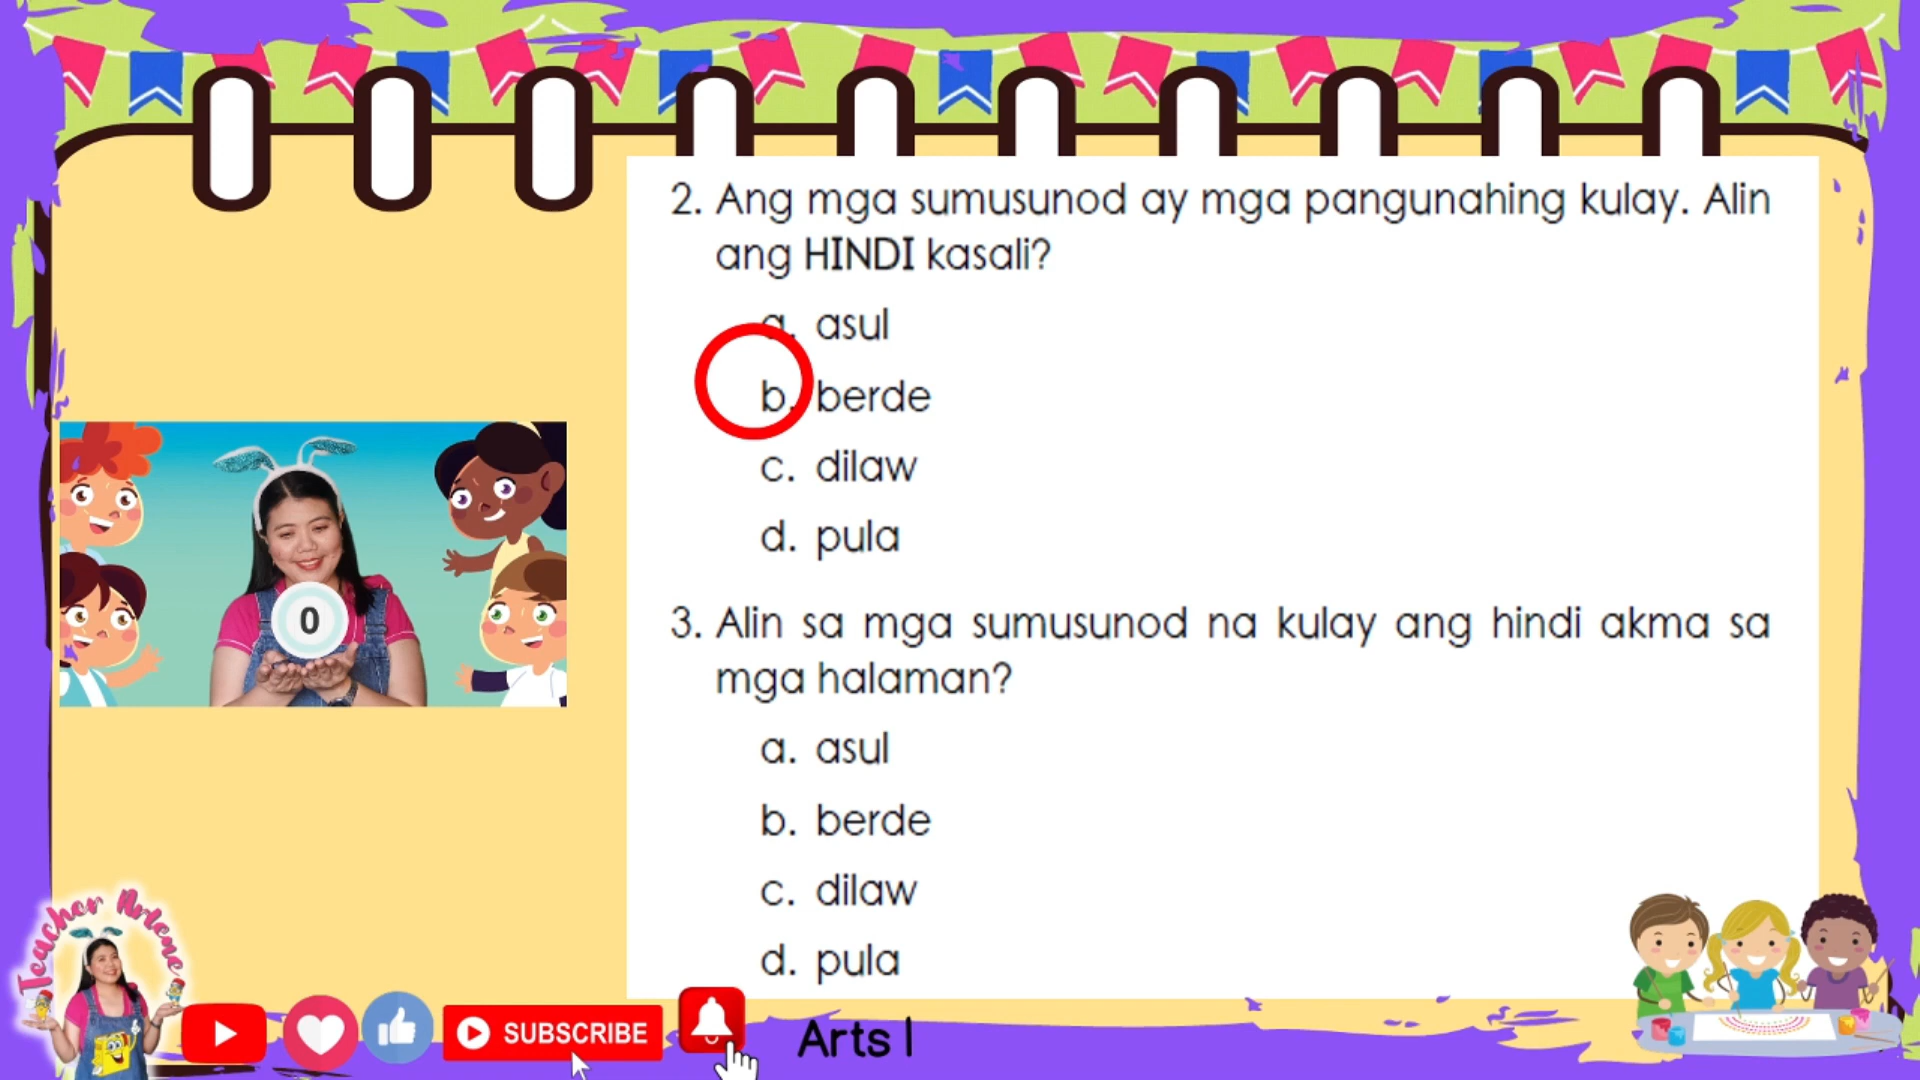 2. Ang mga sumusunod ay mga pangunahing kulay. Alin
ang HINDI kasali?
a. asul
b. berde
c. dilaw
d. pula
3. Alin sa mga sumusunod na kulay ang hindi akma sa
mga halaman?
a. asul
b. berde
c. dilaw
d. pula
0
Teacher Arlene
SUBSCRIBE
Arts 1